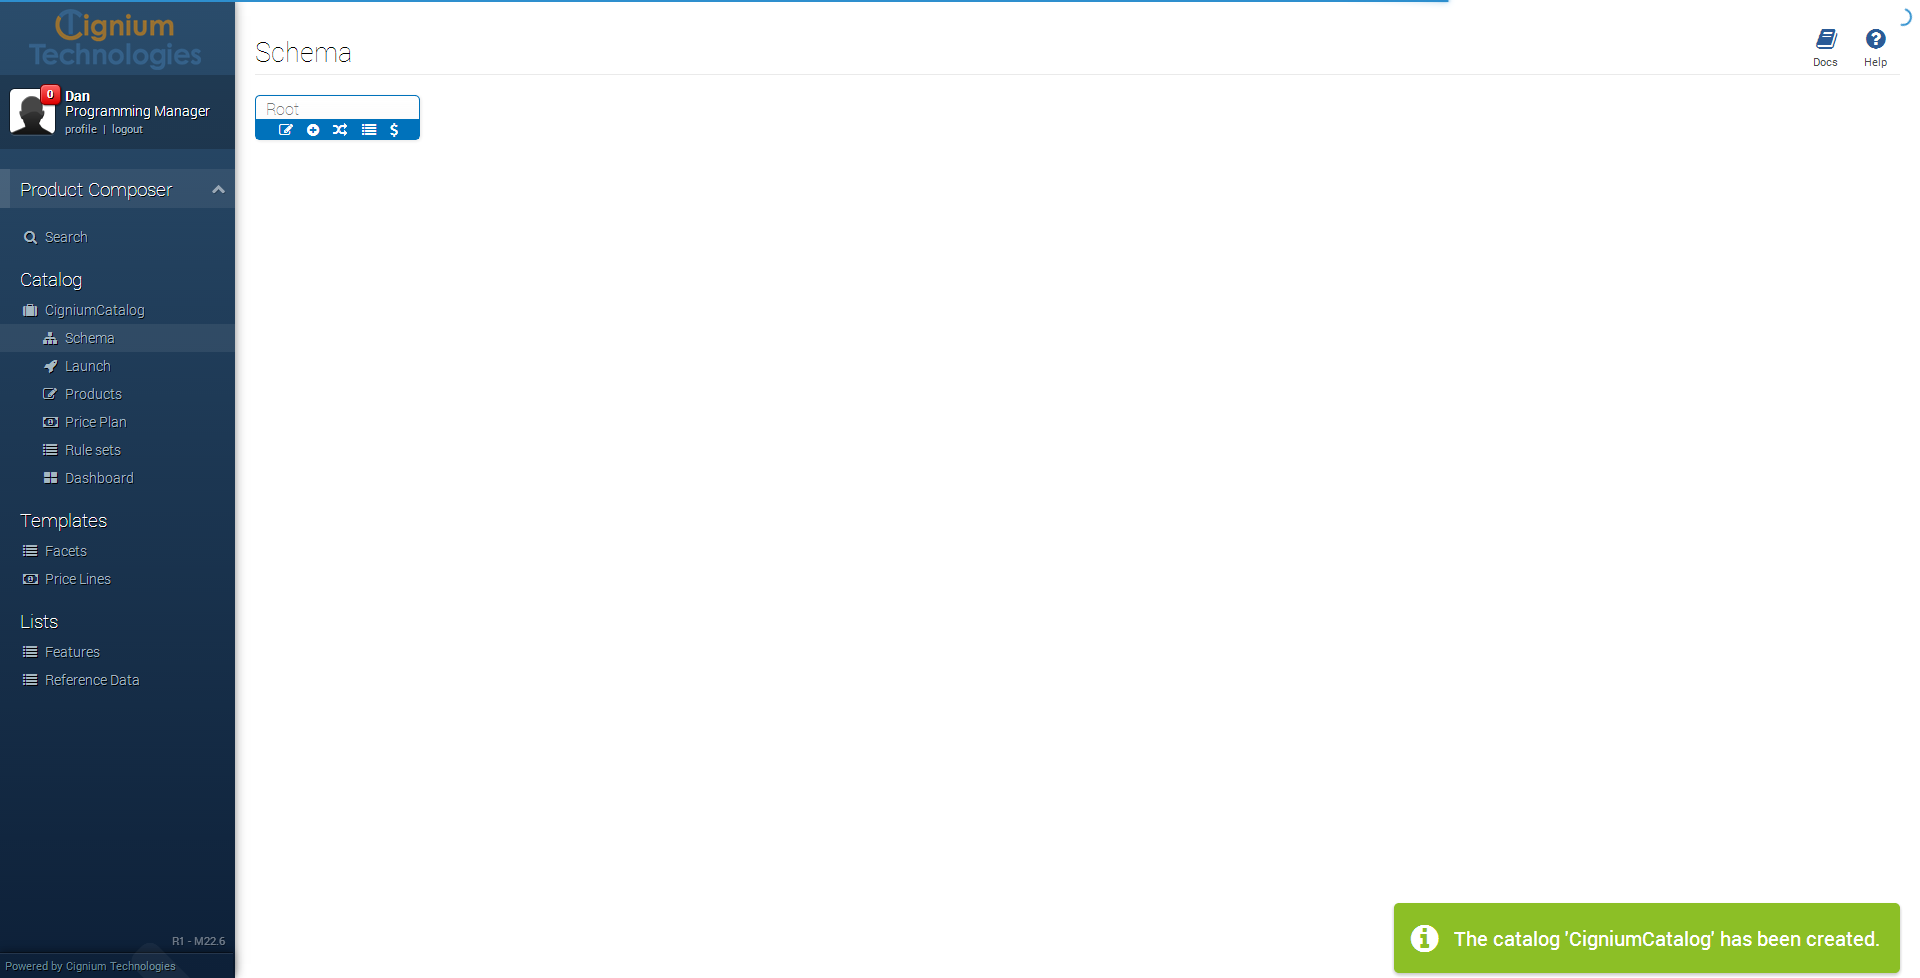 Cignium
Technologies
0
Dan
Programming Manager
profile | logout
Product Composer
Search
Catalog
CigniumCatalog
Schema
Launch
Products
Price Plan
Rule sets
Dashboard
Templates
Facets
Price Lines
Lists
Features
Reference Data
R1 - M22.6
Powered by Cignium Technologies
Schema
Docs
Help
Root
The catalog 'CigniumCatalog' has been created.